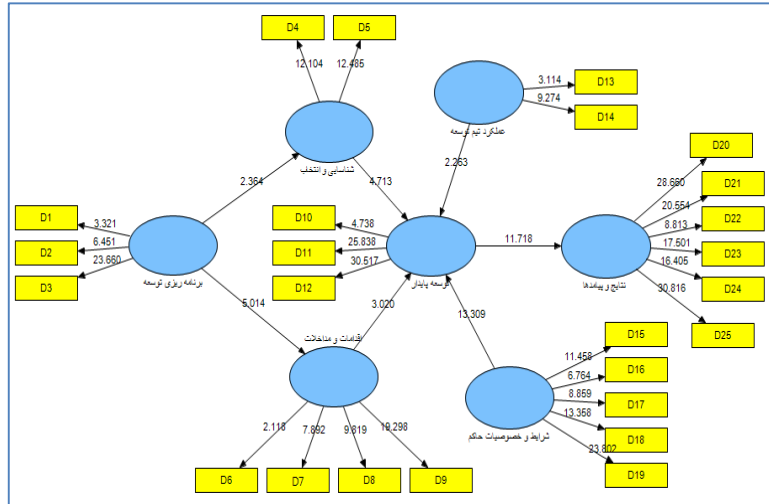 D4
D5
12.104
12.485
شناسایی و انتخاب
D13
D14
3.114
9.274
عملکرد تیم توسعه
2.364
4.713
2.263
D20
D21
D22
D23
D24
D25
28.660
20.554
8.813
17.501
16.405
30.816
نتایج و پیامدها
D1
D2
D3
3.321
6.451
23.660
برنامه ریزی توسعه
D10
D11
D12
4.738
25.838
30.517
توسعه پایدار
11.718
5.014
3.020
13.309
اقدامات و مداخلات
D6
D7
D8
D9
2.113
7.892
9.819
19.298
D15
D16
D17
D18
D19
11.458
6.764
8.859
13.358
23.802
شرایط و خصوصیات حاکم